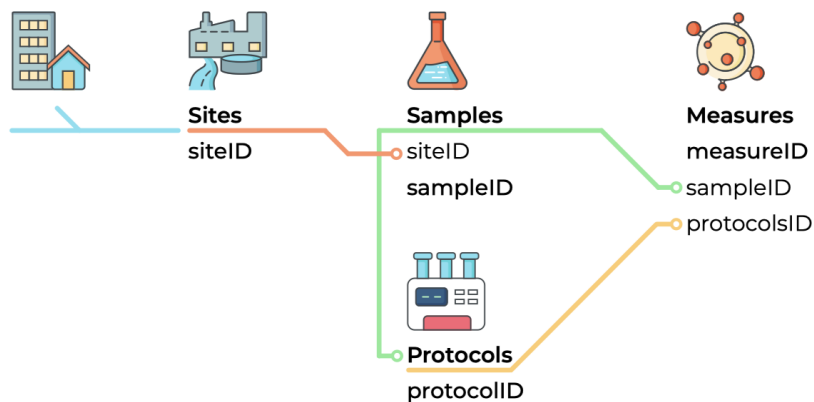 Sites
siteID
Samples
siteID
sampleID
Measures
measureID
sampleID
protocolsID
Protocols
protocolID